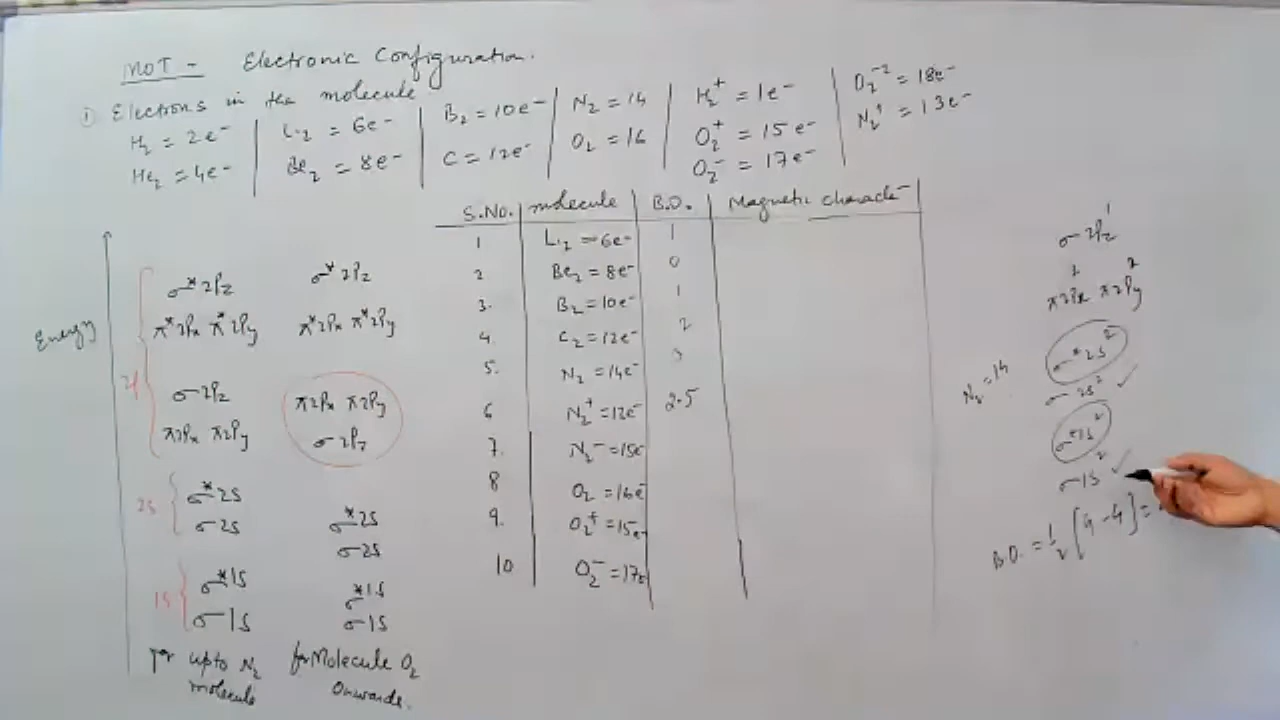 MOT - Electronic Configuration.
① Electrons in the molecule
H₂ = 2e⁻ | Li₂ = 6e⁻ | B₂ = 10e⁻ | N₂ = 14 | H₂⁺ = 1e⁻ | O₂⁻² = 18e⁻
He₂ = 4e⁻ | Be₂ = 8e⁻ | C = 12e⁻ | O₂ = 16 | O₂⁺ = 15e⁻ | N₂⁺ = 13e⁻
O₂⁻ = 17e⁻
S.No. | molecule | B.O. | Magnetic charact
1 | Li₂ = 6e⁻ | 1
2 | Be₂ = 8e⁻ | 0
3. | B₂ = 10e⁻ | 1
4 | C₂ = 12e⁻ | 2
5. | N₂ = 14e⁻ | 3
6 | N₂⁺ = 13e⁻ | 2.5
7. | N₂⁻ = 15e
8 | O₂ = 16e⁻
9. | O₂⁺ = 15e⁻
10 | O₂⁻ = 17e
Energy
σ*2Pz
π*2Px π*2Py
2P
σ2Pz
π2Px π2Py
2s
σ*2s
σ2s
1s
σ*1s
σ1s
for upto N₂
molecule
σ*2Pz
π*2Px π*2Py
π2Px π2Py
σ2Pz
σ*2s
σ2s
σ*1s
σ1s
for Molecule O₂
Onwards.
σ2Pz¹
π2Px² π2Py²
σ*2s²
N₂ = 14
σ2s² ✓
σ*1s²
σ1s² ✓
B.O. = ½ [9 - 4] =